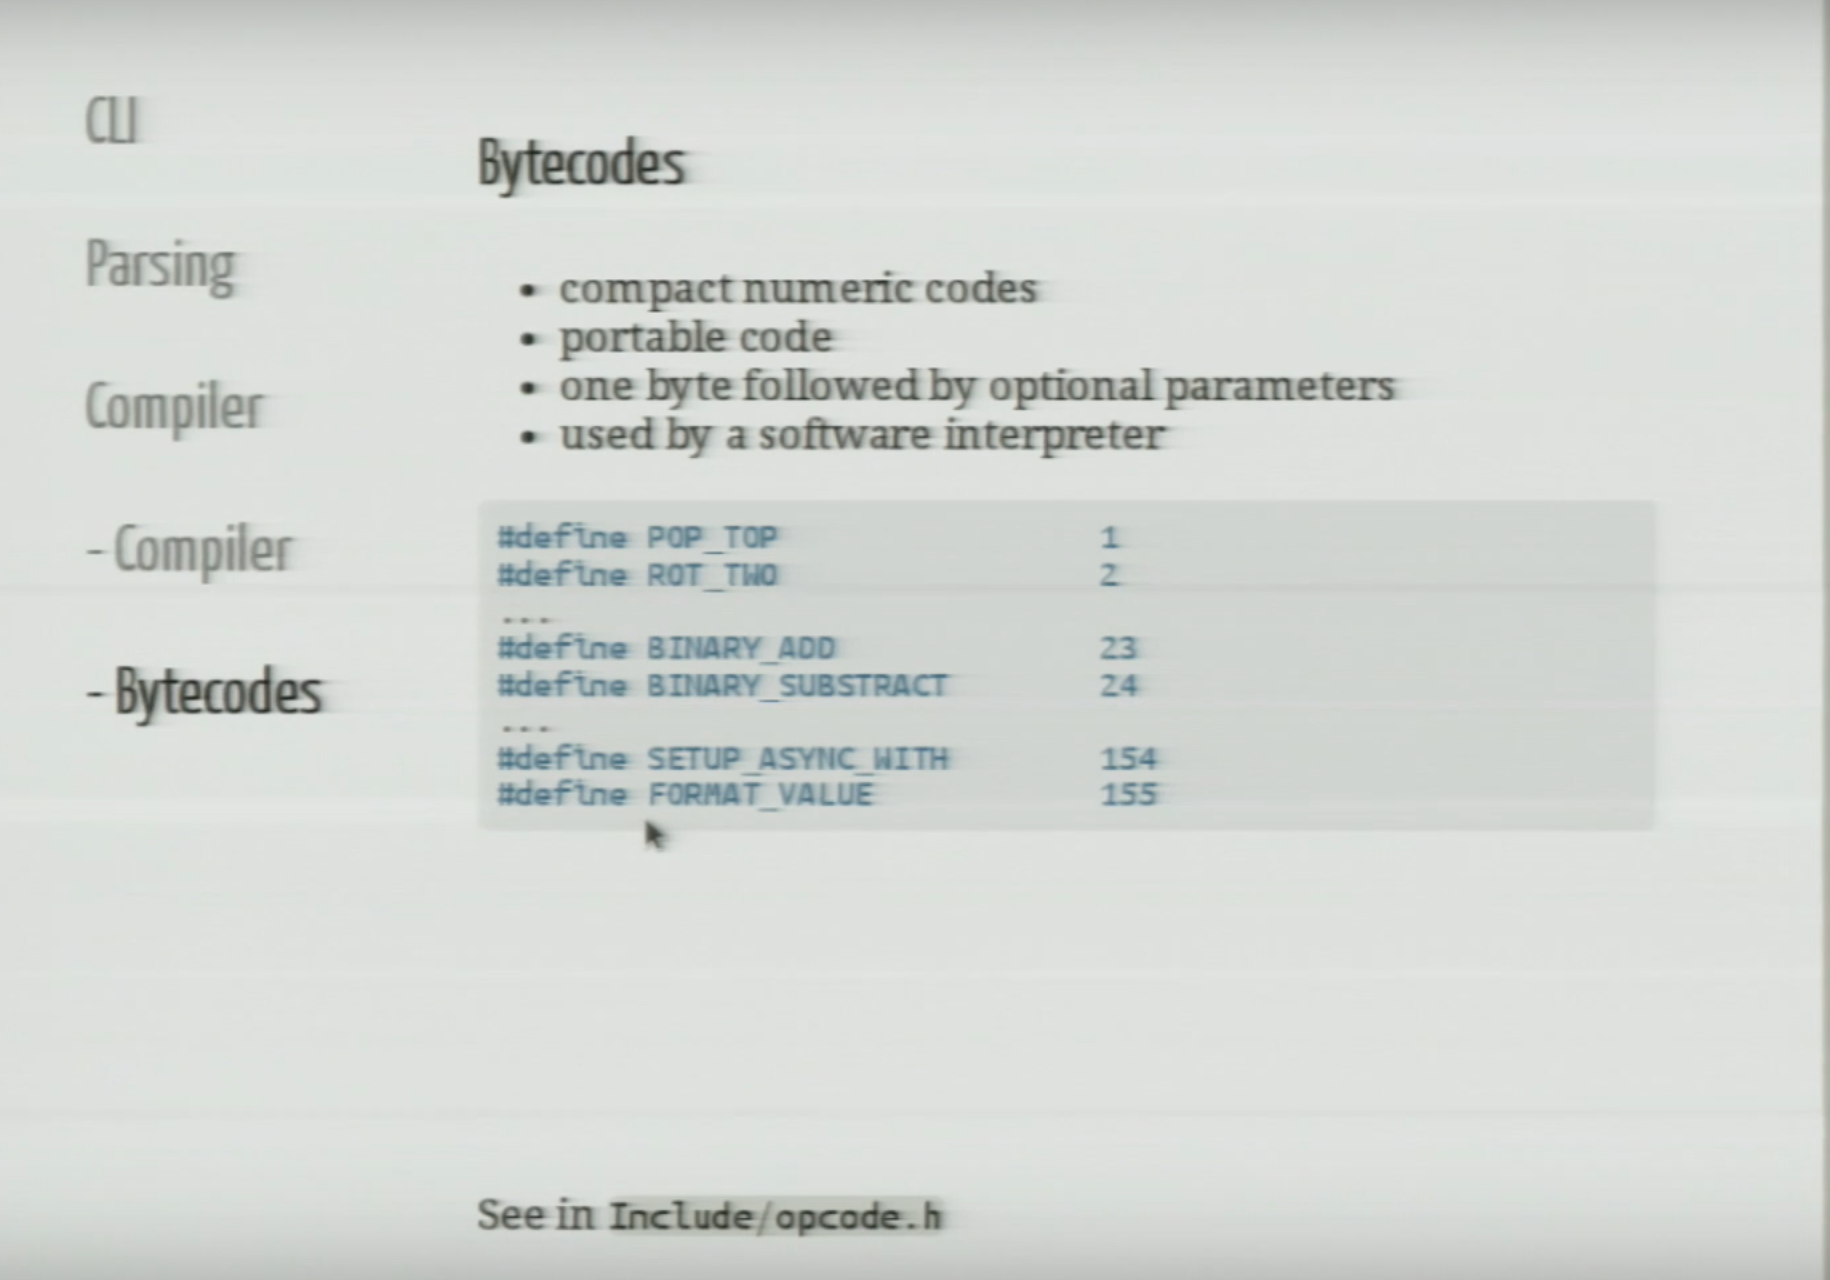 CLI
Parsing
Compiler
- Compiler
- Bytecodes
Bytecodes
• compact numeric codes
• portable code
• one byte followed by optional parameters
• used by a software interpreter
#define POP_TOP 1
#define ROT_TWO 2
...
#define BINARY_ADD 23
#define BINARY_SUBSTRACT 24
...
#define SETUP_ASYNC_WITH 154
#define FORMAT_VALUE 155
See in Include/opcode.h